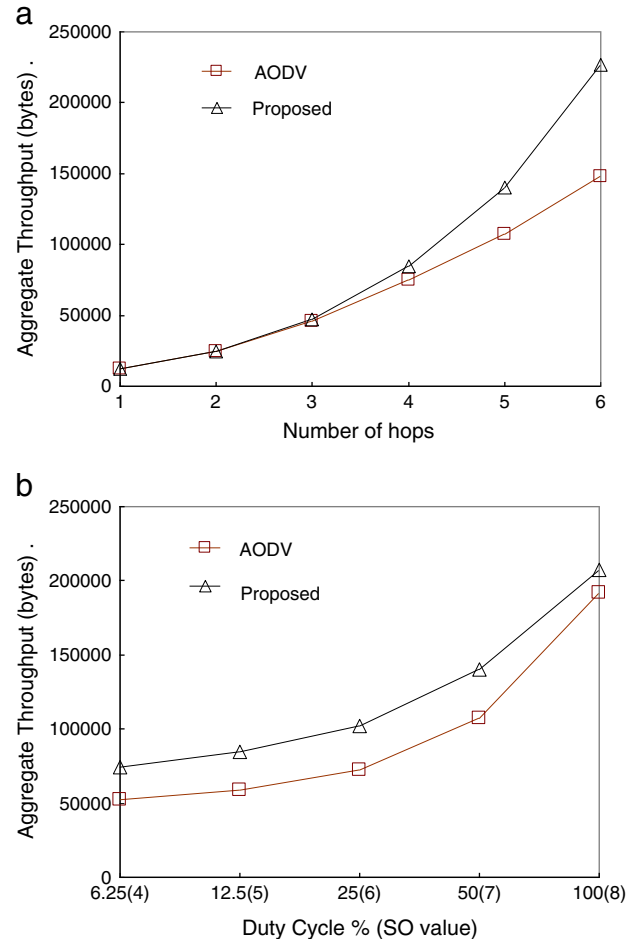 a
250000
200000
150000
100000
50000
0
Aggregate Throughput (bytes) .
AODV
Proposed
1 2 3 4 5 6
Number of hops
b
250000
200000
150000
100000
50000
0
Aggregate Throughput (bytes) .
AODV
Proposed
6.25(4) 12.5(5) 25(6) 50(7) 100(8)
Duty Cycle % (SO value)